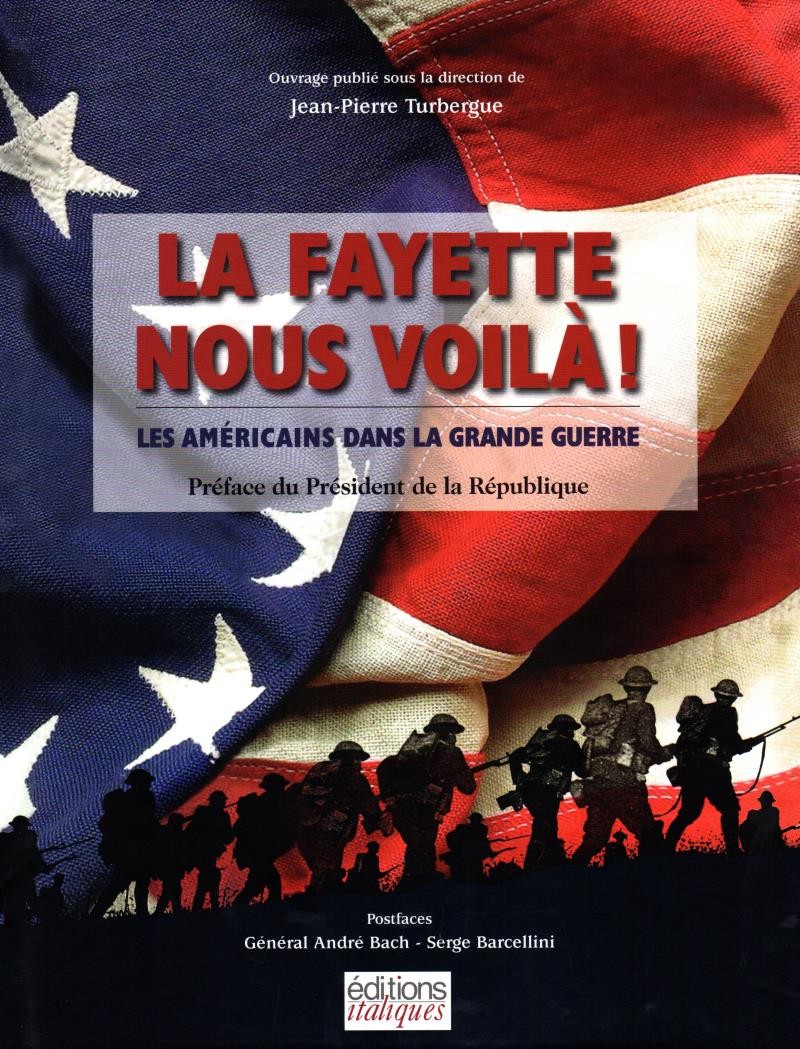 Ouvrage publié sous la direction de
Jean-Pierre Turbergue
LA FAYETTE
NOUS VOILÀ !
LES AMÉRICAINS DANS LA GRANDE GUERRE
Préface du Président de la République
Postfaces
Général André Bach - Serge Barcellini
éditions
italiques